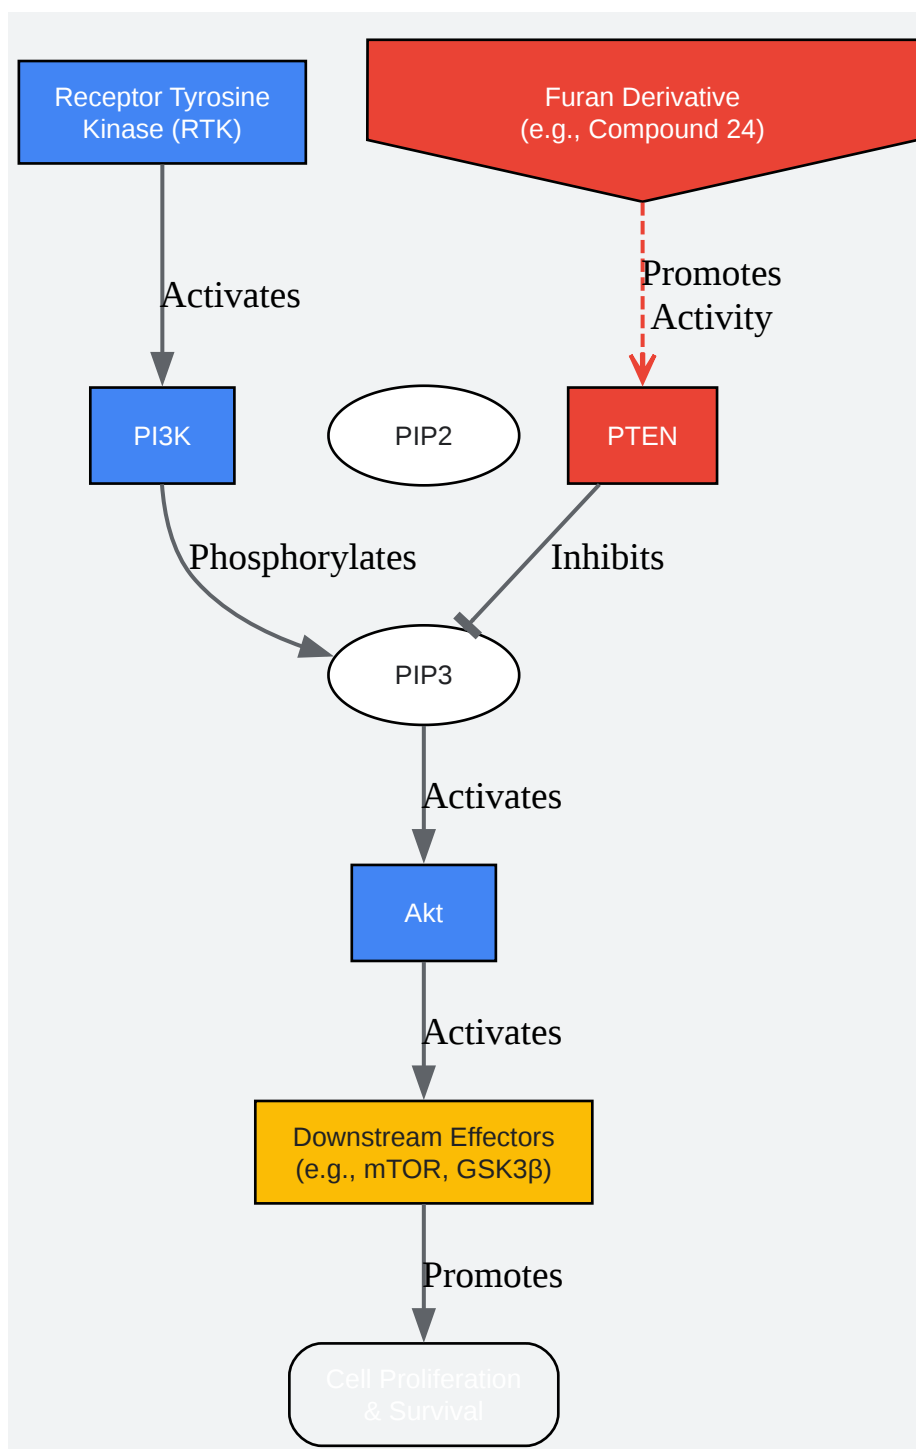 Receptor Tyrosine
Kinase (RTK)
Furan Derivative
(e.g., Compound 24)
Activates
Promotes
Activity
PI3K
PIP2
PTEN
Phosphorylates
Inhibits
PIP3
Activates
Akt
Activates
Downstream Effectors
(e.g., mTOR, GSK3β)
Promotes
Cell Proliferation
& Survival